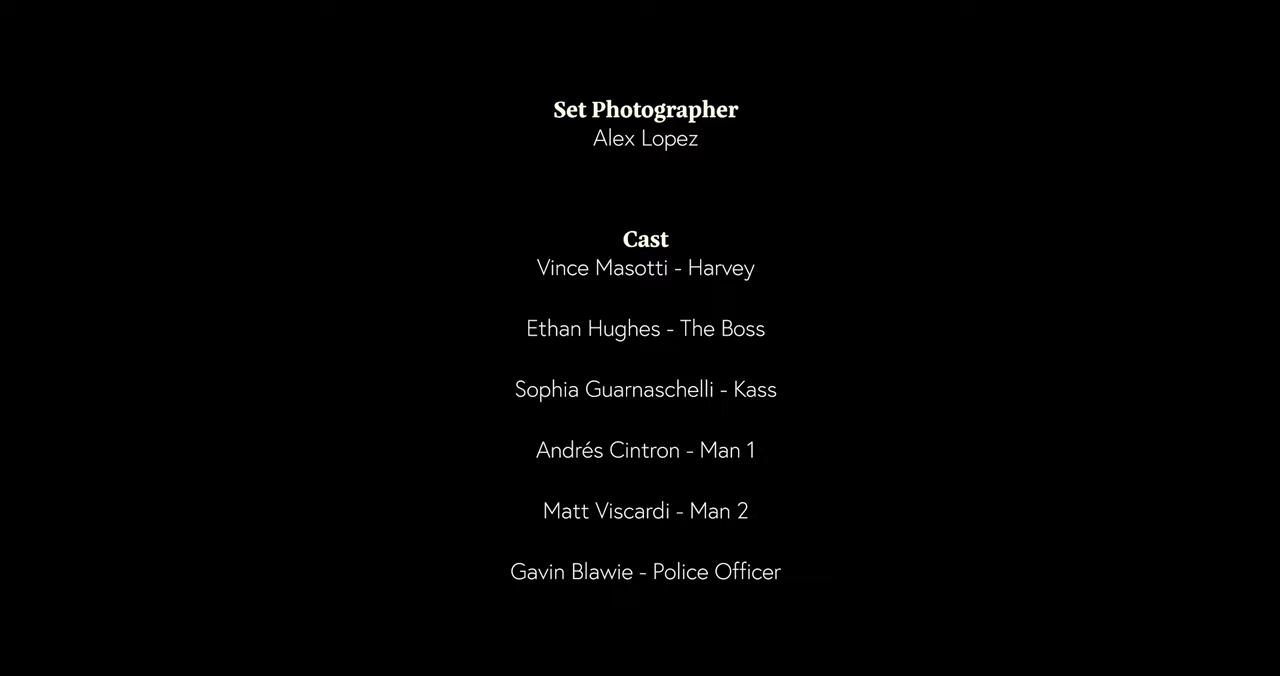 Set Photographer
Alex Lopez
Cast
Vince Masotti - Harvey
Ethan Hughes - The Boss
Sophia Guarnaschelli - Kass
Andrés Cintron - Man 1
Matt Viscardi - Man 2
Gavin Blawie - Police Officer